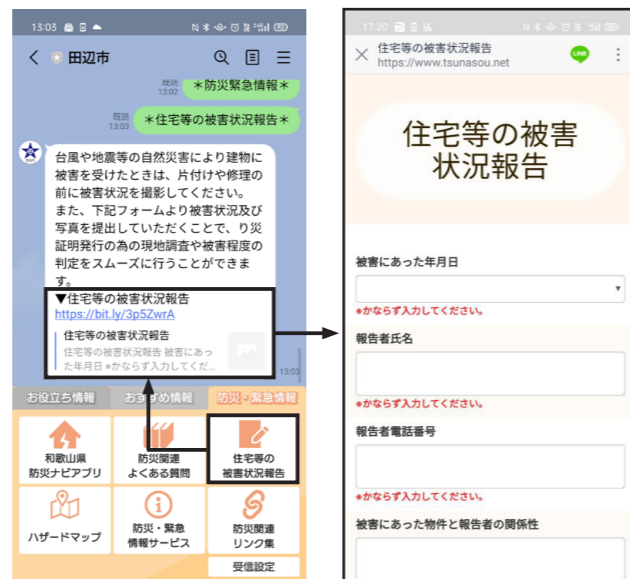 13:03
田辺市
既読
13:02
＊防災緊急情報＊
既読
13:03
＊住宅等の被害状況報告＊
台風や地震等の自然災害により建物に
被害を受けたときは、片付けや修理の
前に被害状況を撮影してください。
また、下記フォームより被害状況及び
写真を提出していただくことで、り災
証明発行の為の現地調査や被害程度の
判定をスムーズに行うことができま
す。
▼住宅等の被害状況報告
https://bit.ly/3p5ZwrA
住宅等の被害状況報告
住宅等の被害状況報告 被害にあっ
た年月日 *かならず入力してくだ...
13:03
お役立ち情報
おすすめ情報
防災・緊急情報
和歌山県
防災ナビアプリ
防災関連
よくある質問
住宅等の
被害状況報告
ハザードマップ
防災・緊急
情報サービス
防災関連
リンク集
受信設定
17:20
住宅等の被害状況報告
https://www.tsunasou.net
LINE
住宅等の被害
状況報告
被害にあった年月日
*かならず入力してください。
報告者氏名
*かならず入力してください。
報告者電話番号
*かならず入力してください。
被害にあった物件と報告者の関係性